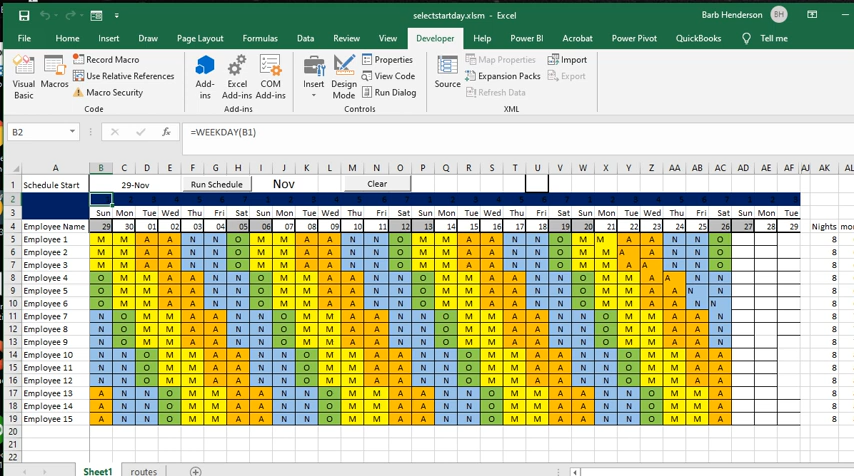 selectstartday.xlsm - Excel
Barb Henderson BH
File Home Insert Draw Page Layout Formulas Data Review View Developer Help Power BI Acrobat Power Pivot QuickBooks Tell me
Record Macro Properties Map Properties Import
Use Relative References View Code Expansion Packs Export
Macro Security Run Dialog Refresh Data
Visual Basic Macros Add-ins Excel Add-ins COM Add-ins Insert Design Mode Source
Code Add-ins Controls XML
B2 fx =WEEKDAY(B1)
A B C D E F G H I J K L M N O P Q R S T U V W X Y Z AA AB AC AD AE AF AJ AK AL
1 Schedule Start 29-Nov Run Schedule Nov Clear
2
3 Sun Mon Tue Wed Thu Fri Sat Sun Mon Tue Wed Thu Fri Sat Sun Mon Tue Wed Thu Fri Sat Sun Mon Tue Wed Thu Fri Sat Sun Mon Tue
4 Employee Name 29 30 01 02 03 04 05 06 07 08 09 10 11 12 13 14 15 16 17 18 19 20 21 22 23 24 25 26 27 28 29 Nights mor
5 Employee 1 M M A A N N O M M A A N N O M M A A N N O M M A A N N O 8
6 Employee 2 M M A A N N O M M A A N N O M M A A N N O M M A A N N O 8
7 Employee 3 M M A A N N O M M A A N N O M M A A N N O M M A A N N O 8
8 Employee 4 O M M A A N N O M M A A N N O M M A A N N O M M A A N N 8
9 Employee 5 O M M A A N N O M M A A N N O M M A A N N O M M A A N N 8
10 Employee 6 O M M A A N N O M M A A N N O M M A A N N O M M A A N N 8
11 Employee 7 N O M M A A N N O M M A A N N O M M A A N N O M M A A N 8
12 Employee 8 N O M M A A N N O M M A A N N O M M A A N N O M M A A N 8
13 Employee 9 N O M M A A N N O M M A A N N O M M A A N N O M M A A N 8
14 Employee 10 N N O M M A A N N O M M A A N N O M M A A N N O M M A A 8
15 Employee 11 N N O M M A A N N O M M A A N N O M M A A N N O M M A A 8
16 Employee 12 N N O M M A A N N O M M A A N N O M M A A N N O M M A A 8
17 Employee 13 A N N O M M A A N N O M M A A N N O M M A A N N O M M A 8
18 Employee 14 A N N O M M A A N N O M M A A N N O M M A A N N O M M A 8
19 Employee 15 A N N O M M A A N N O M M A A N N O M M A A N N O M M A 8
20
21
22
Sheet1 routes